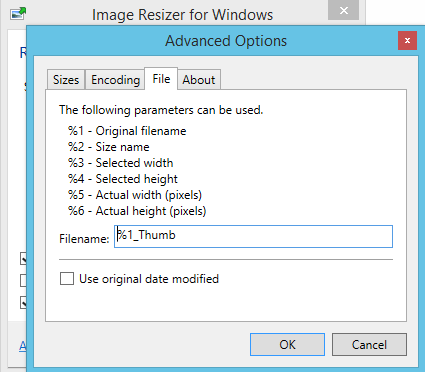 Image Resizer for Windows
Advanced Options
Sizes Encoding File About
The following parameters can be used.
%1 - Original filename
%2 - Size name
%3 - Selected width
%4 - Selected height
%5 - Actual width (pixels)
%6 - Actual height (pixels)
Filename: %1_Thumb
Use original date modified
OK Cancel